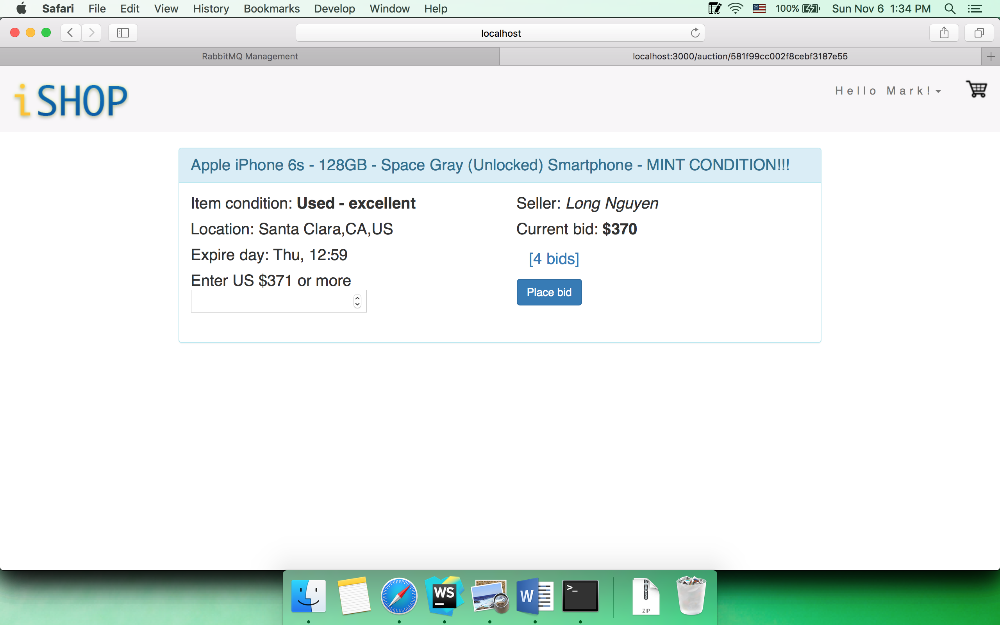 Safari File Edit View History Bookmarks Develop Window Help 100% Sun Nov 6 1:34 PM
localhost
RabbitMQ Management localhost:3000/auction/581f99cc002f8cebf3187e55
iSHOP
Hello Mark!
Apple iPhone 6s - 128GB - Space Gray (Unlocked) Smartphone - MINT CONDITION!!!
Item condition: Used - excellent
Location: Santa Clara,CA,US
Expire day: Thu, 12:59
Enter US $371 or more
Seller: Long Nguyen
Current bid: $370
[4 bids]
Place bid
WS
W
>_
ZIP